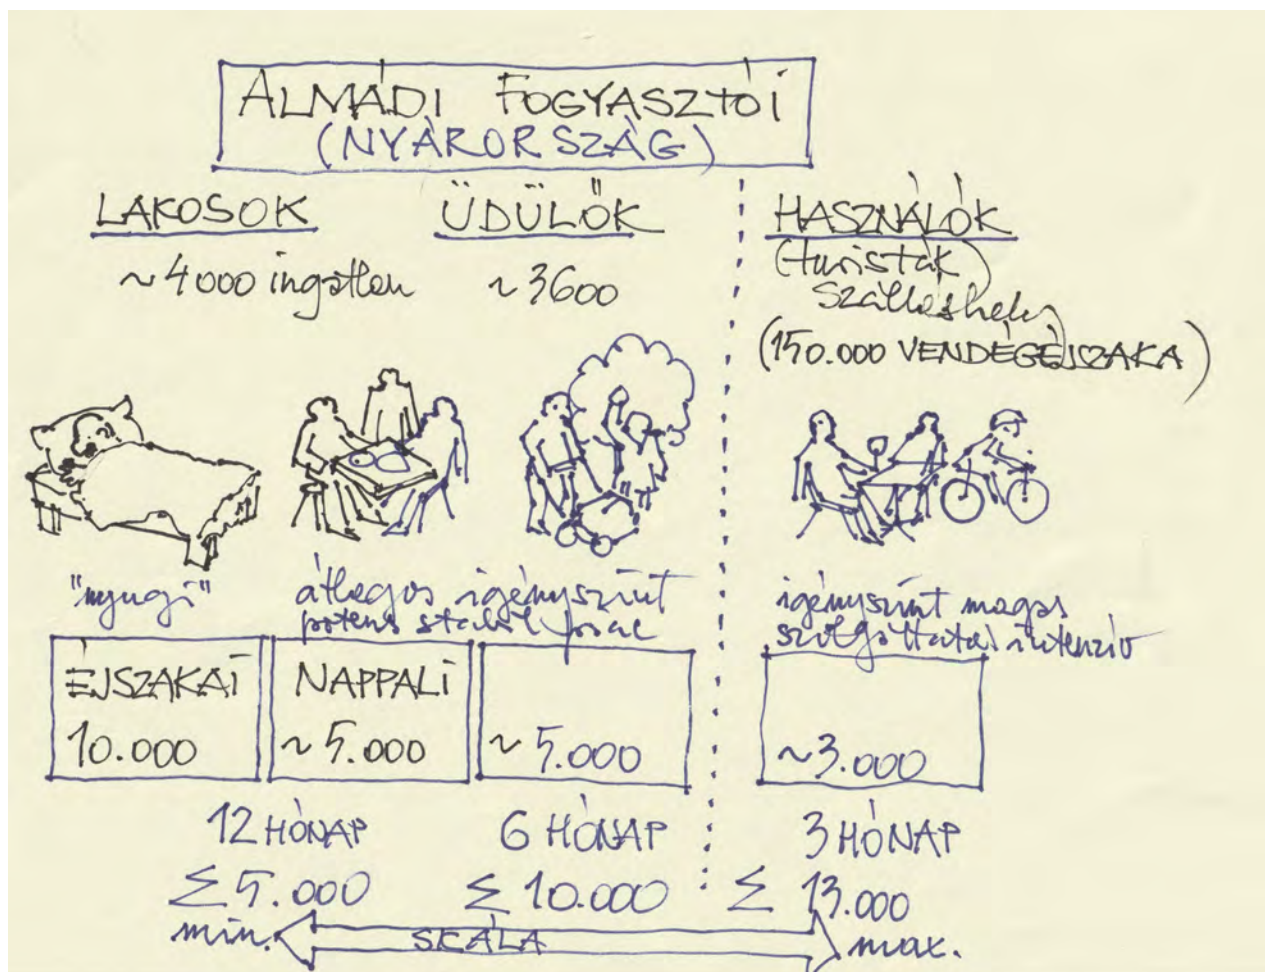 ALMÁDI FOGYASZTÓI
(NYÁRORSZÁG)
LAKOSOK
~4000 ingatlan
ÜDÜLŐK
~3600
HASZNÁLÓK
(turisták)
szálláshely
(150.000 VENDÉGÉJSZAKA)
"nyugi"
átlagos igényszint
potens stabil piac
igényszint magas
szolgáltatás intenzív
ÉJSZAKAI
10.000
NAPPALI
~5.000
~5.000
~3.000
12 HÓNAP
6 HÓNAP
3 HÓNAP
Σ 5.000
Σ 10.000
Σ 13.000
min.
SKÁLA
max.